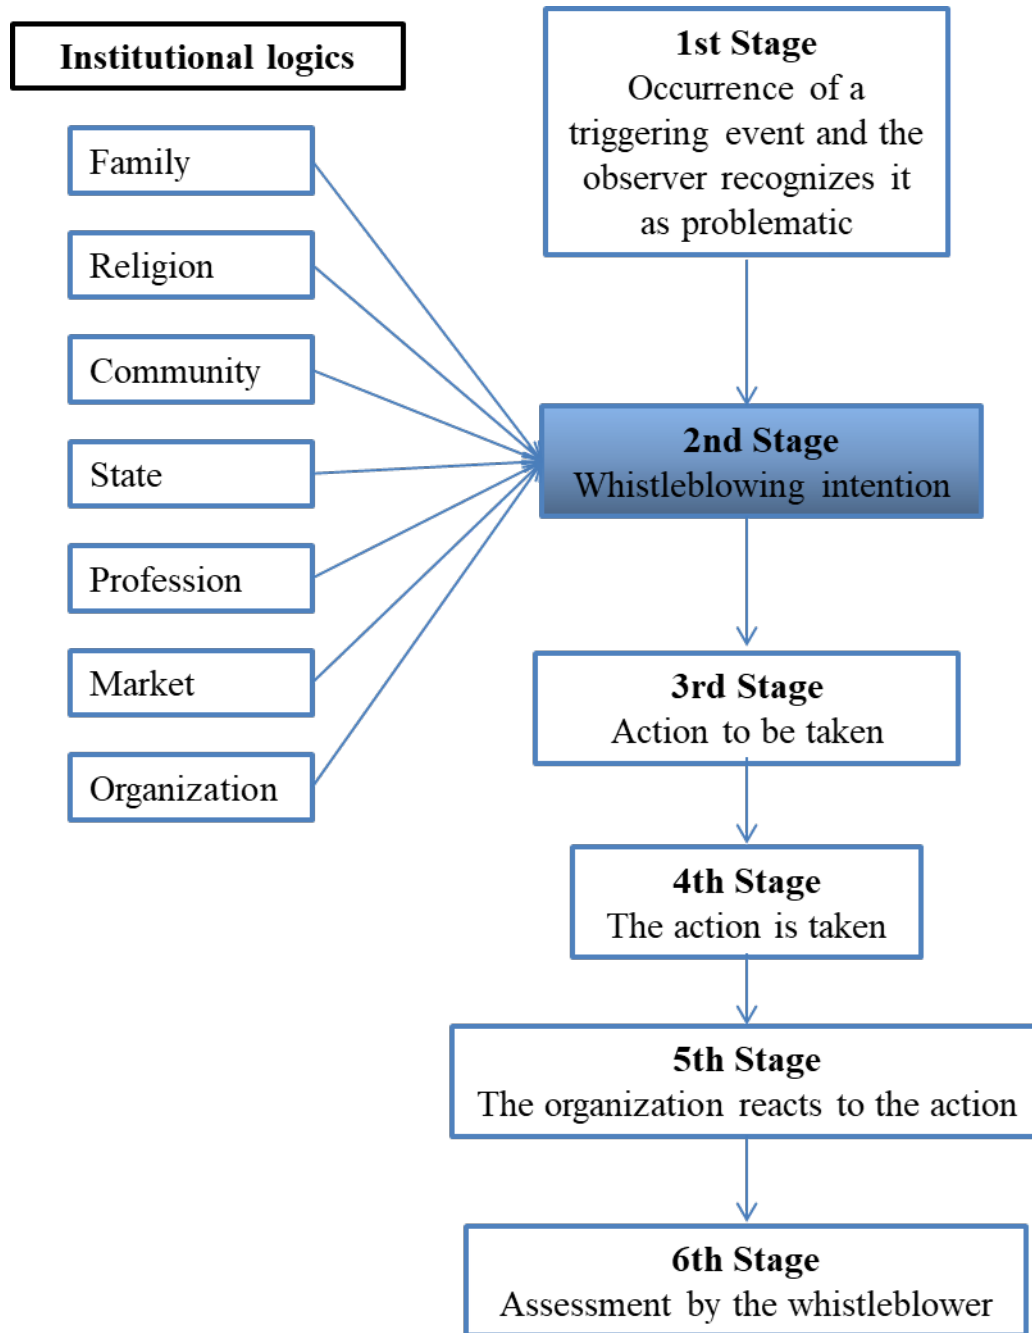 Institutional logics
Family
Religion
Community
State
Profession
Market
Organization
1st Stage
Occurrence of a
triggering event and the
observer recognizes it
as problematic
2nd Stage
Whistleblowing intention
3rd Stage
Action to be taken
4th Stage
The action is taken
5th Stage
The organization reacts to the action
6th Stage
Assessment by the whistleblower